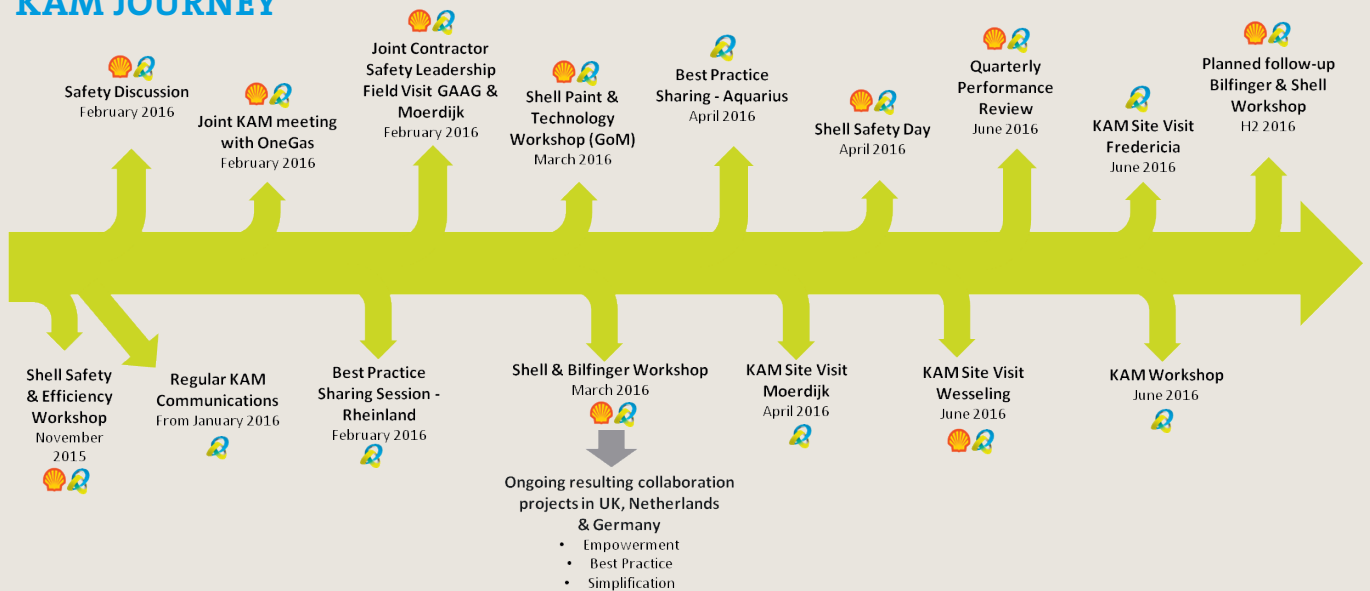 KAM JOURNEY
Safety Discussion
February 2016
Joint KAM meeting
with OneGas
February 2016
Joint Contractor
Safety Leadership
Field Visit GAAG &
Moerdijk
February 2016
Shell Paint &
Technology
Workshop (GoM)
March 2016
Best Practice
Sharing - Aquarius
April 2016
Shell Safety Day
April 2016
Quarterly
Performance
Review
June 2016
KAM Site Visit
Fredericia
June 2016
Planned follow-up
Bilfinger & Shell
Workshop
H2 2016
Shell Safety
& Efficiency
Workshop
November
2015
Regular KAM
Communications
From January 2016
Best Practice
Sharing Session -
Rheinland
February 2016
Shell & Bilfinger Workshop
March 2016
Ongoing resulting collaboration
projects in UK, Netherlands
& Germany
• Empowerment
• Best Practice
• Simplification
KAM Site Visit
Moerdijk
April 2016
KAM Site Visit
Wesseling
June 2016
KAM Workshop
June 2016